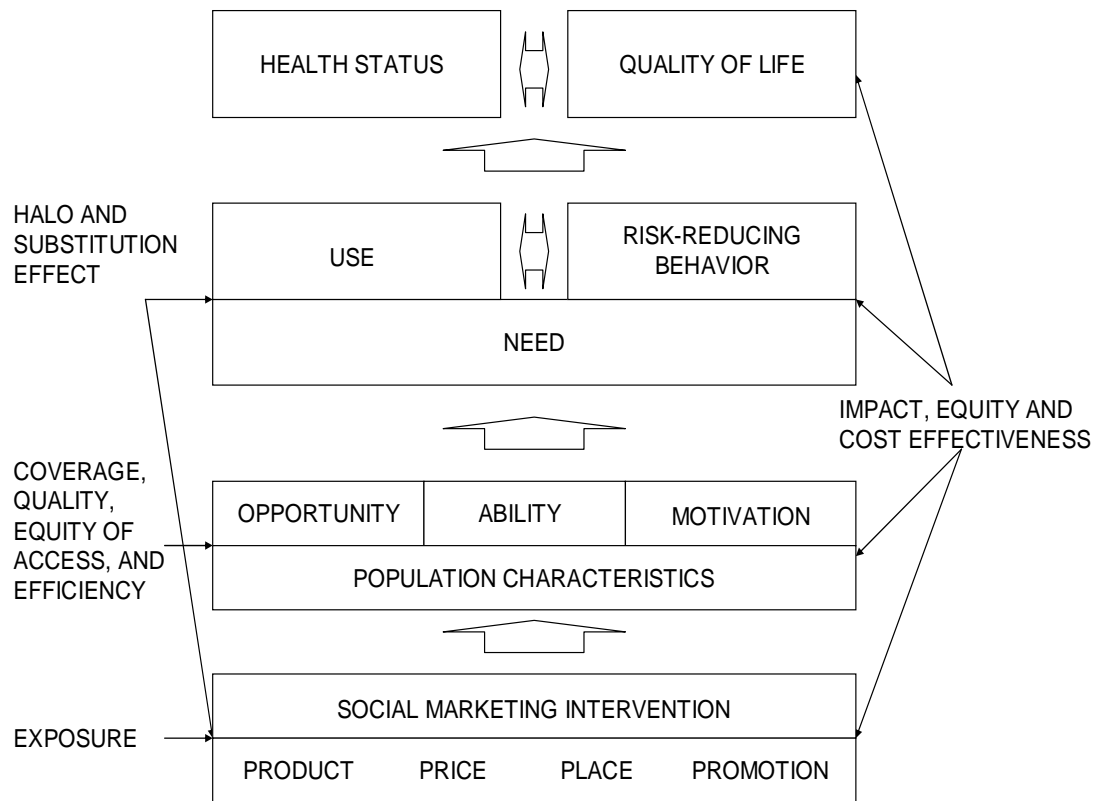 HEALTH STATUS
QUALITY OF LIFE
HALO AND
SUBSTITUTION
EFFECT
USE
RISK-REDUCING
BEHAVIOR
NEED
IMPACT, EQUITY AND
COST EFFECTIVENESS
COVERAGE,
QUALITY,
EQUITY OF
ACCESS, AND
EFFICIENCY
OPPORTUNITY
ABILITY
MOTIVATION
POPULATION CHARACTERISTICS
SOCIAL MARKETING INTERVENTION
EXPOSURE
PRODUCT PRICE PLACE PROMOTION